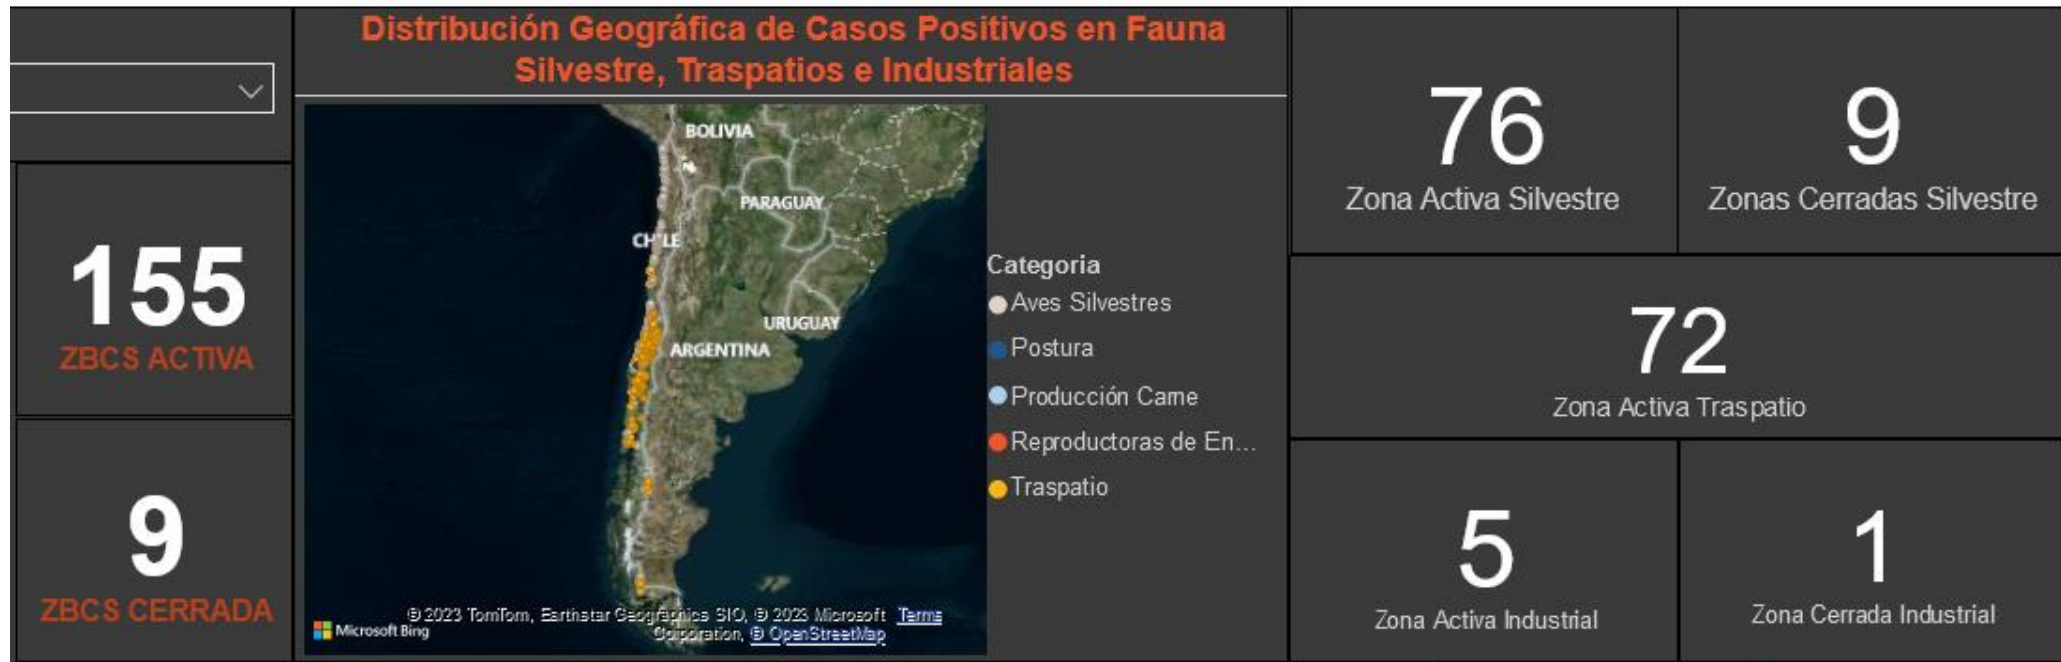 Distribución Geográfica de Casos Positivos en Fauna
Silvestre, Traspatios e Industriales
155
ZBCS ACTIVA
9
ZBCS CERRADA
BOLIVIA
PARAGUAY
CHILE
URUGUAY
ARGENTINA
© 2023 TomTom, Earthstar Geographics SIO, © 2023 Microsoft Terms
Corporation, © OpenStreetMap
Microsoft Bing
Categoria
Aves Silvestres
Postura
Producción Carne
Reproductoras de En...
Traspatio
76
Zona Activa Silvestre
9
Zonas Cerradas Silvestre
72
Zona Activa Traspatio
5
Zona Activa Industrial
1
Zona Cerrada Industrial